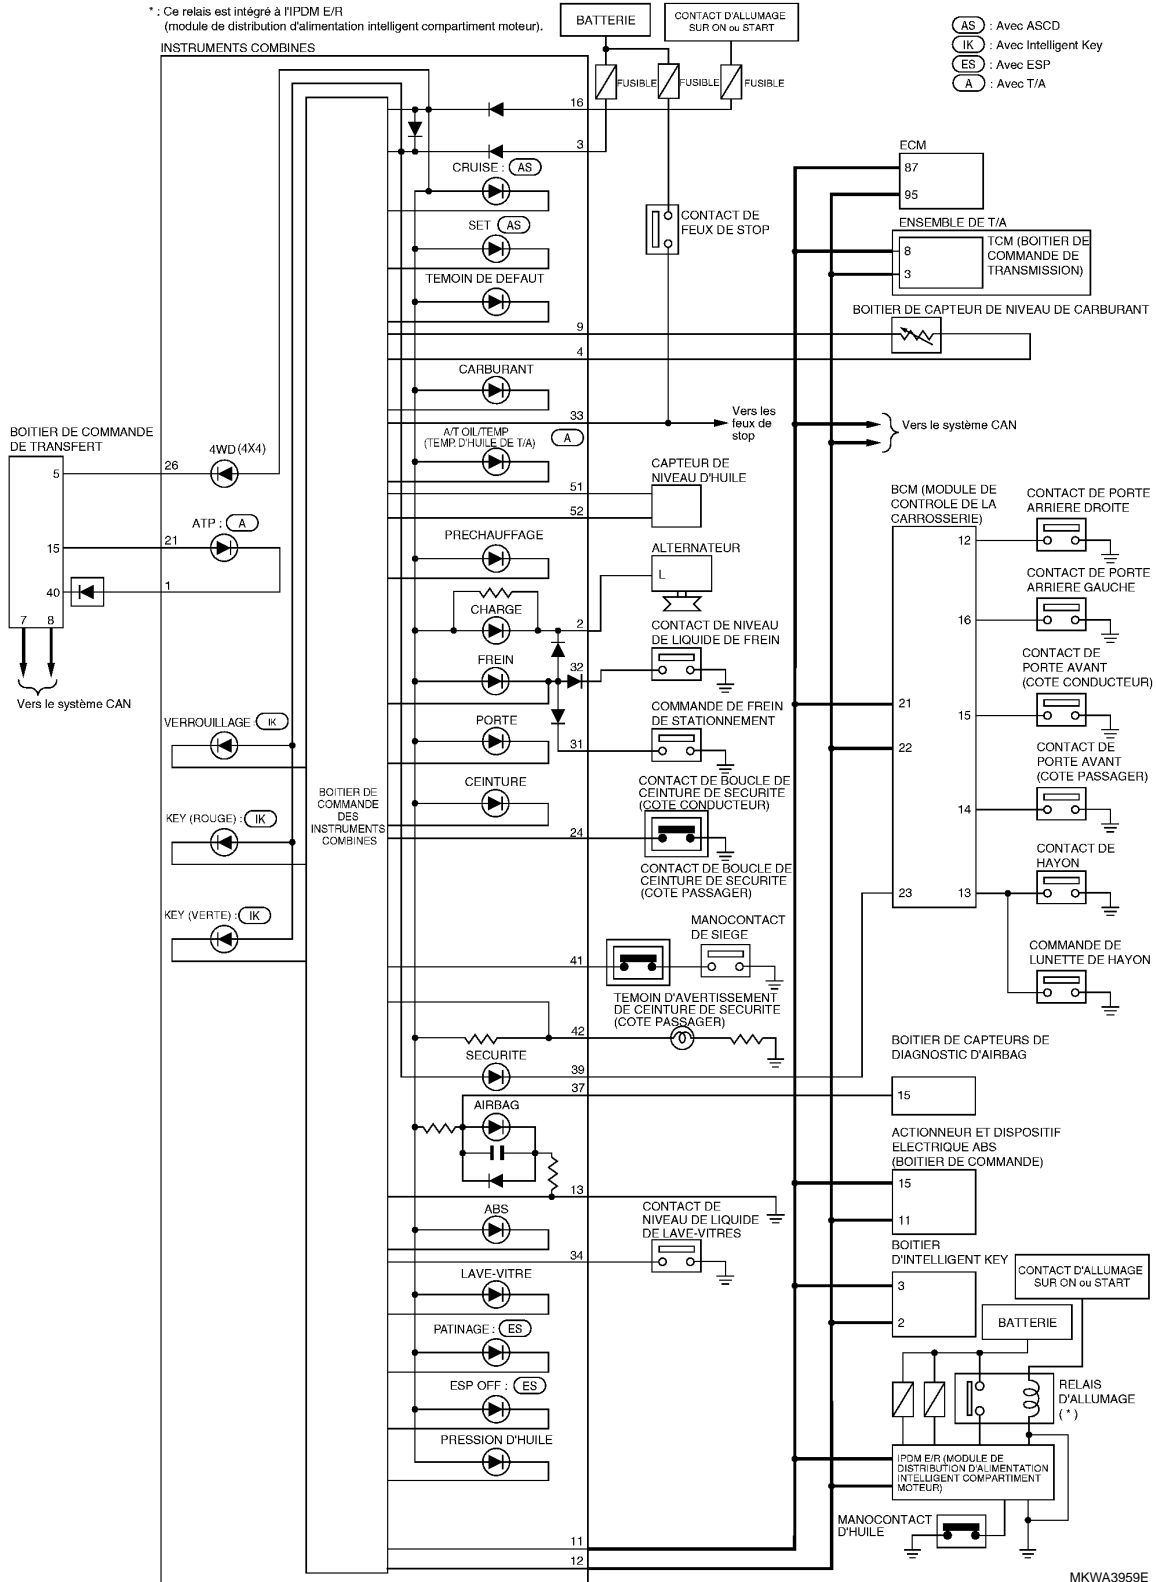 * : Ce relais est intégré à l'IPDM E/R
(module de distribution d'alimentation intelligent compartiment moteur).
INSTRUMENTS COMBINES
BATTERIE
CONTACT D'ALLUMAGE
SUR ON ou START
AS : Avec ASCD
IK : Avec Intelligent Key
ES : Avec ESP
A : Avec T/A
FUSIBLE
FUSIBLE
FUSIBLE
16
3
CRUISE : AS
SET AS
TEMOIN DE DEFAUT
CONTACT DE
FEUX DE STOP
ECM
87
95
ENSEMBLE DE T/A
8
3
TCM (BOITIER DE
COMMANDE DE
TRANSMISSION)
BOITIER DE CAPTEUR DE NIVEAU DE CARBURANT
9
4
CARBURANT
33
Vers les
feux de
stop
Vers le système CAN
A/T OIL/TEMP
(TEMP. D'HUILE DE T/A)
A
BOITIER DE COMMANDE
DE TRANSFERT
5
15
40
7
8
Vers le système CAN
26
4WD (4X4)
21
ATP : A
1
51
52
CAPTEUR DE
NIVEAU D'HUILE
PRECHAUFFAGE
ALTERNATEUR
L
CHARGE
2
CONTACT DE NIVEAU
DE LIQUIDE DE FREIN
FREIN
32
COMMANDE DE FREIN
DE STATIONNEMENT
PORTE
31
CONTACT DE BOUCLE DE
CEINTURE DE SECURITE
(COTE CONDUCTEUR)
CEINTURE
24
CONTACT DE BOUCLE DE
CEINTURE DE SECURITE
(COTE PASSAGER)
VERROUILLAGE : IK
KEY (ROUGE) : IK
KEY (VERTE) : IK
BOITIER DE
COMMANDE
DES
INSTRUMENTS
COMBINES
BCM (MODULE DE
CONTROLE DE LA
CARROSSERIE)
12
16
15
14
13
21
22
23
CONTACT DE PORTE
ARRIERE DROITE
CONTACT DE PORTE
ARRIERE GAUCHE
CONTACT DE
PORTE AVANT
(COTE CONDUCTEUR)
CONTACT DE
PORTE AVANT
(COTE PASSAGER)
CONTACT DE
HAYON
COMMANDE DE
LUNETTE DE HAYON
MANOCONTACT
DE SIEGE
41
TEMOIN D'AVERTISSEMENT
DE CEINTURE DE SECURITE
(COTE PASSAGER)
42
SECURITE
39
37
AIRBAG
13
BOITIER DE CAPTEURS DE
DIAGNOSTIC D'AIRBAG
15
ACTIONNEUR ET DISPOSITIF
ELECTRIQUE ABS
(BOITIER DE COMMANDE)
15
11
ABS
CONTACT DE
NIVEAU DE LIQUIDE
DE LAVE-VITRES
34
LAVE-VITRE
PATINAGE : ES
ESP OFF : ES
PRESSION D'HUILE
BOITIER
D'INTELLIGENT KEY
3
2
CONTACT D'ALLUMAGE
SUR ON ou START
BATTERIE
RELAIS
D'ALLUMAGE
( * )
IPDM E/R (MODULE DE
DISTRIBUTION D'ALIMENTATION
INTELLIGENT COMPARTIMENT
MOTEUR)
MANOCONTACT
D'HUILE
11
12
MKWA3959E